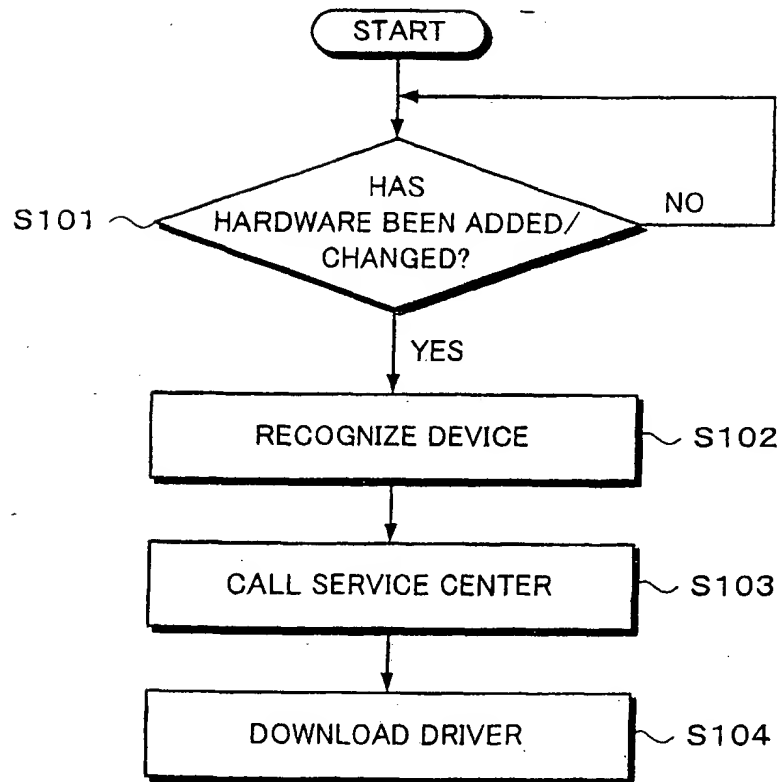 START
HAS
HARDWARE BEEN ADDED/
CHANGED?
NO
S101
YES
RECOGNIZE DEVICE
S102
CALL SERVICE CENTER
S103
DOWNLOAD DRIVER
S104